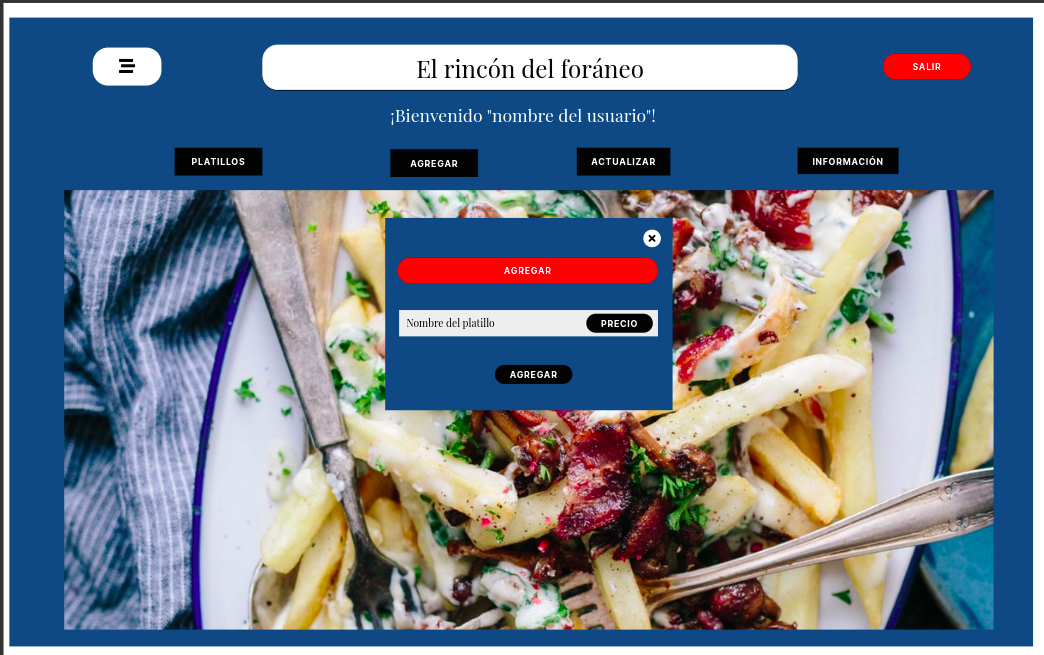 El rincón del foráneo
SALIR
¡Bienvenido "nombre del usuario"!
PLATILLOS
AGREGAR
ACTUALIZAR
INFORMACIÓN
AGREGAR
Nombre del platillo
PRECIO
AGREGAR